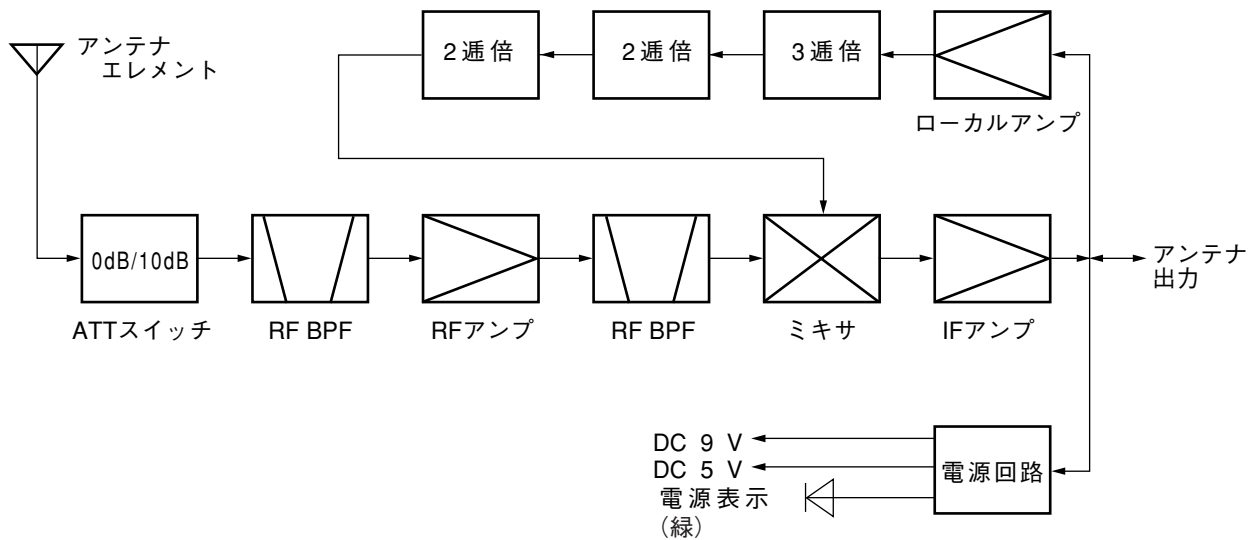 アンテナ
エレメント
2逓倍
2逓倍
3逓倍
ローカルアンプ
0dB/10dB
アンテナ
出力
ATTスイッチ
RF BPF
RFアンプ
RF BPF
ミキサ
IFアンプ
DC 9 V
DC 5 V
電源表示
(緑)
電源回路